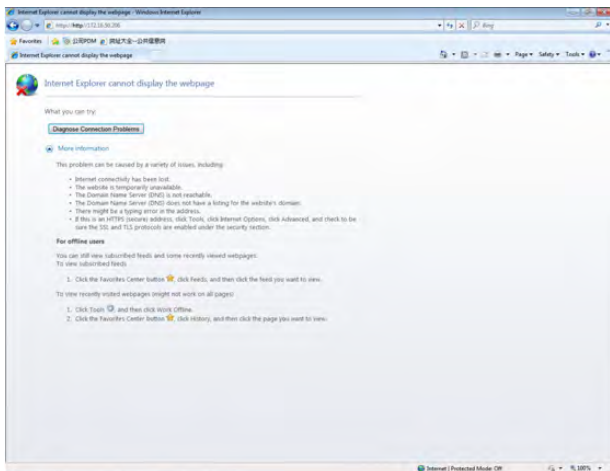 Internet Explorer cannot display the webpage - Windows Internet Explorer
Bing
Favorites 公司PDM
Internet Explorer cannot display the webpage
Page Safety Tools
Internet Explorer cannot display the webpage
What you can try:
Diagnose Connection Problems
More information
This problem can be caused by a variety of issues, including:
• Internet connectivity has been lost.
• The website is temporarily unavailable.
• The Domain Name Server (DNS) is not reachable.
• The Domain Name Server (DNS) does not have a listing for the website's domain.
• There might be a typing error in the address.
• If this is an HTTPS (secure) address, click Tools, click Internet Options, click Advanced, and check to be
sure the SSL and TLS protocols are enabled under the security section.
For offline users
You can still view subscribed feeds and some recently viewed webpages.
To view subscribed feeds
1. Click the Favorites Center button , click Feeds, and then click the feed you want to view.
To view recently visited webpages (might not work on all pages)
1. Click Tools , and then click Work Offline.
2. Click the Favorites Center button , click History, and then click the page you want to view.
Internet | Protected Mode: Off 100%